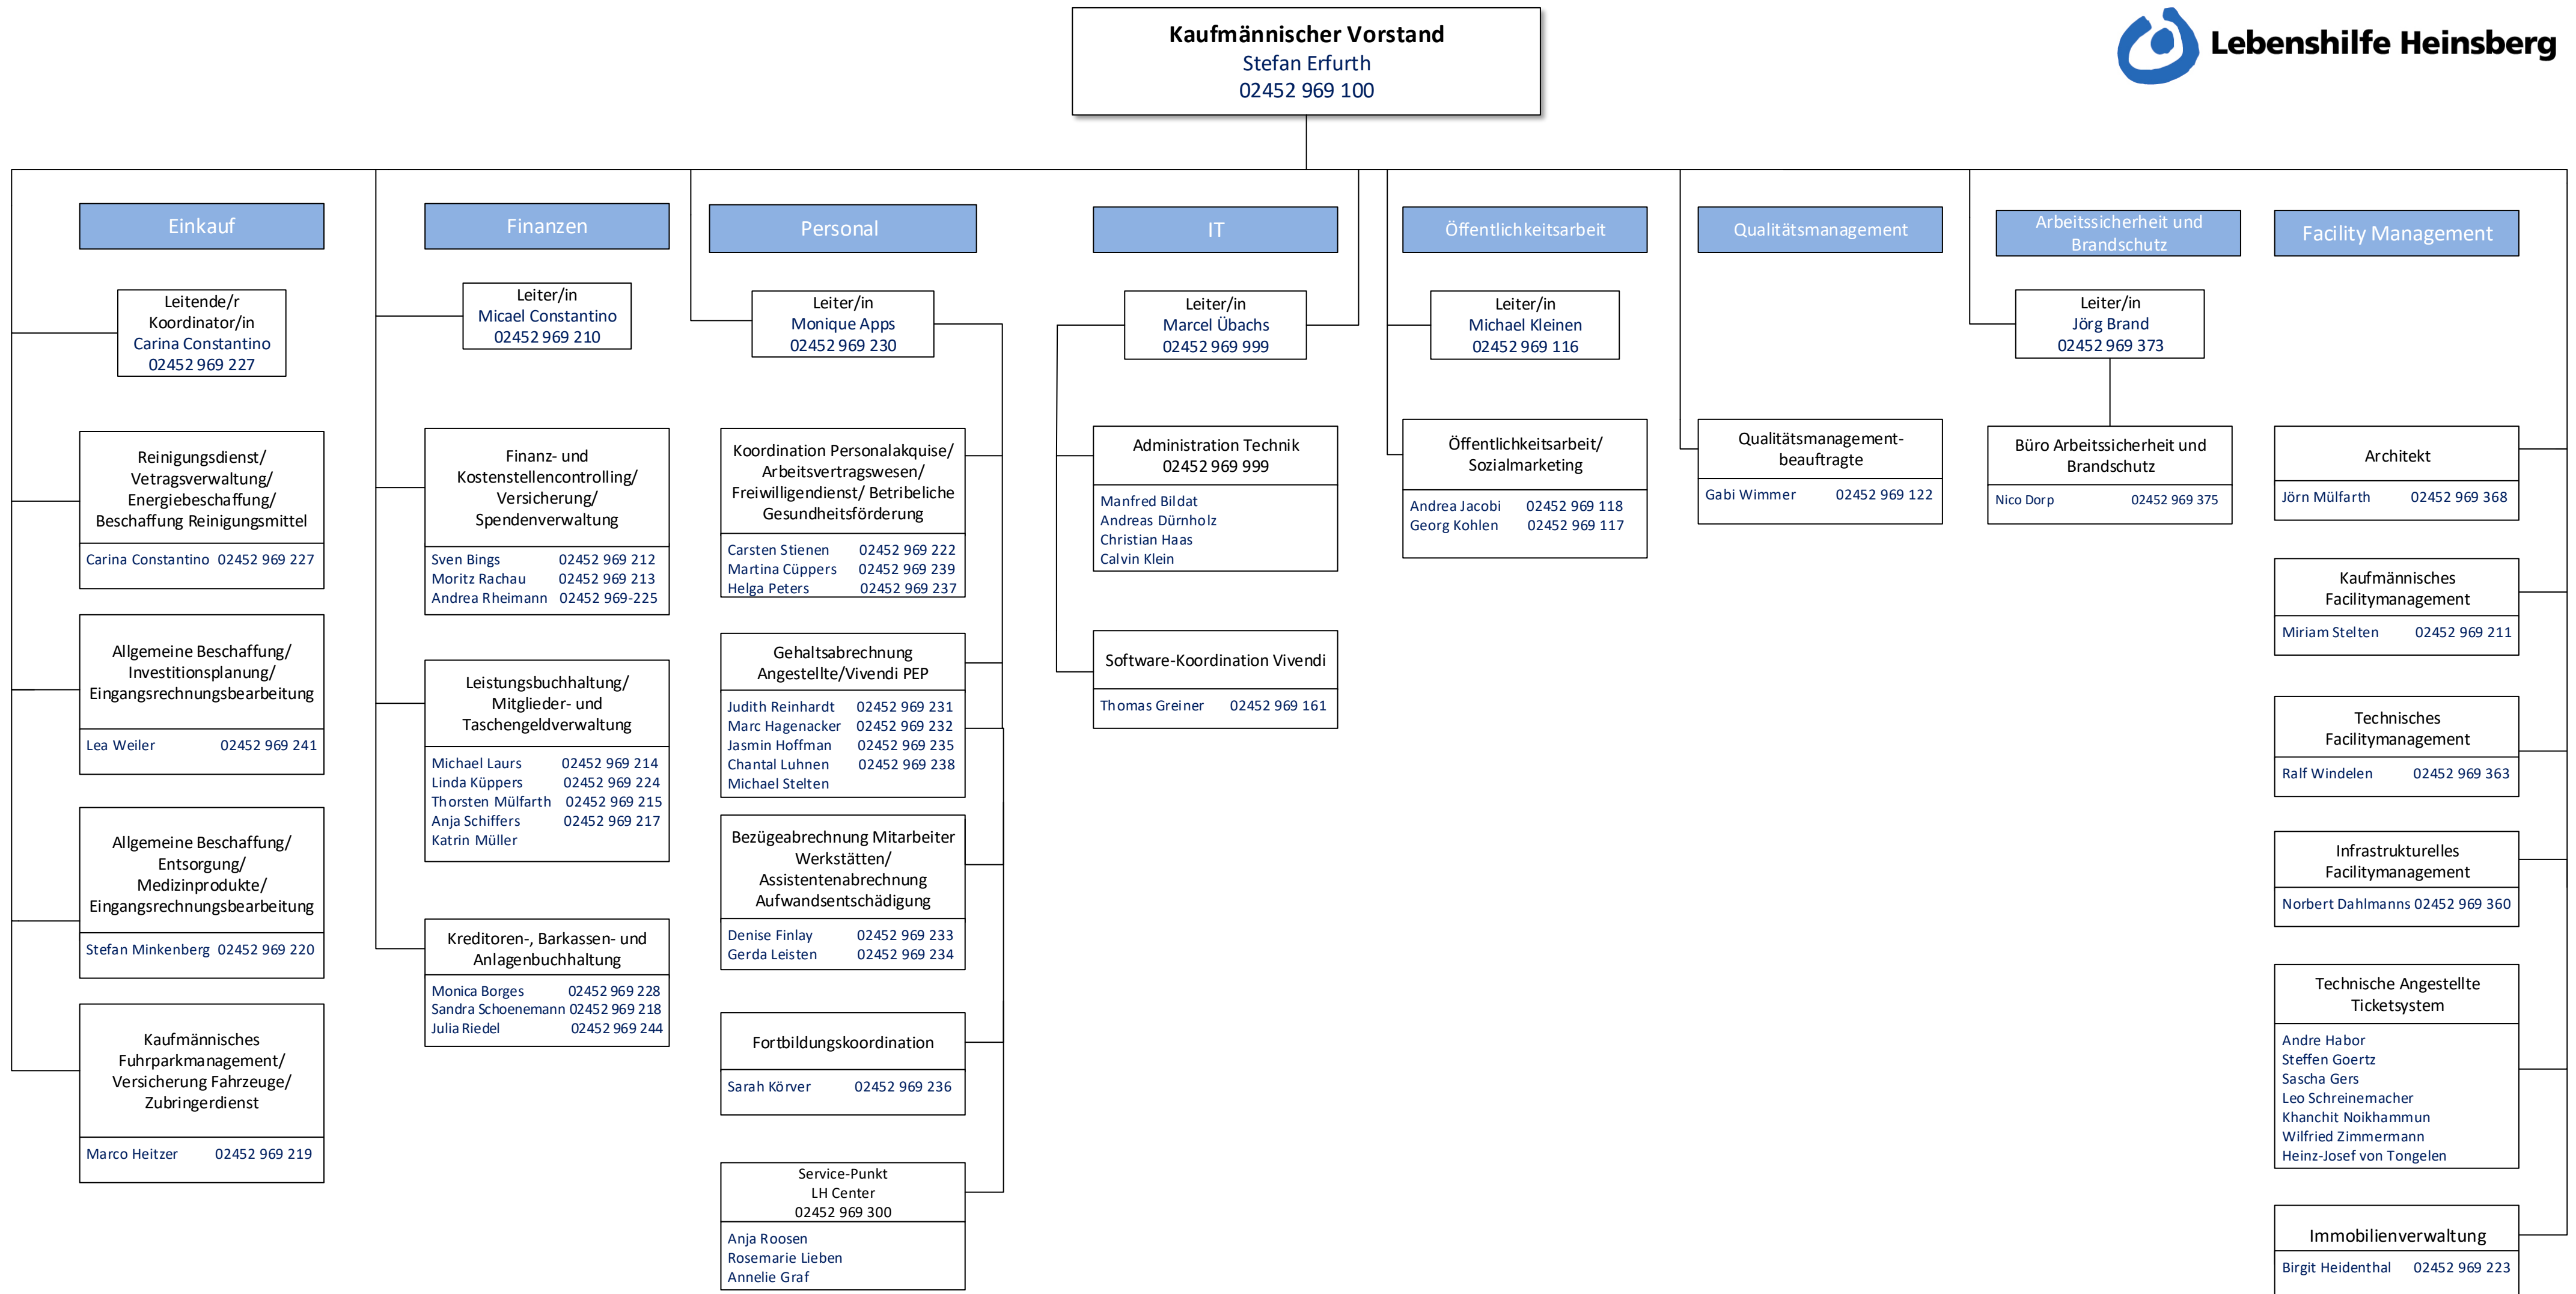 Kaufmännischer Vorstand
Stefan Erfurth
02452 969 100
Lebenshilfe Heinsberg
Einkauf
Leitende/r
Koordinator/in
Carina Constantino
02452 969 227
Reinigungsdienst/
Vetragsverwaltung/
Energiebeschaffung/
Beschaffung Reinigungsmittel
Carina Constantino 02452 969 227
Allgemeine Beschaffung/
Investitionsplanung/
Eingangsrechnungsbearbeitung
Lea Weiler 02452 969 241
Allgemeine Beschaffung/
Entsorgung/
Medizinprodukte/
Eingangsrechnungsbearbeitung
Stefan Minkenberg 02452 969 220
Kaufmännisches
Fuhrparkmanagement/
Versicherung Fahrzeuge/
Zubringerdienst
Marco Heitzer 02452 969 219
Finanzen
Leiter/in
Micael Constantino
02452 969 210
Finanz- und
Kostenstellencontrolling/
Versicherung/
Spendenverwaltung
Sven Bings 02452 969 212
Moritz Rachau 02452 969 213
Andrea Rheimann 02452 969-225
Leistungsbuchhaltung/
Mitglieder- und
Taschengeldverwaltung
Michael Laurs 02452 969 214
Linda Küppers 02452 969 224
Thorsten Mülfarth 02452 969 215
Anja Schiffers 02452 969 217
Katrin Müller
Kreditoren-, Barkassen- und
Anlagenbuchhaltung
Monica Borges 02452 969 228
Sandra Schoenemann 02452 969 218
Julia Riedel 02452 969 244
Personal
Leiter/in
Monique Apps
02452 969 230
Koordination Personalakquise/
Arbeitsvertragswesen/
Freiwilligendienst/ Betribeliche
Gesundheitsförderung
Carsten Stienen 02452 969 222
Martina Cüppers 02452 969 239
Helga Peters 02452 969 237
Gehaltsabrechnung
Angestellte/Vivendi PEP
Judith Reinhardt 02452 969 231
Marc Hagenacker 02452 969 232
Jasmin Hoffman 02452 969 235
Chantal Luhnen 02452 969 238
Michael Stelten
Bezügeabrechnung Mitarbeiter
Werkstätten/
Assistentenabrechnung
Aufwandsentschädigung
Denise Finlay 02452 969 233
Gerda Leisten 02452 969 234
Fortbildungskoordination
Sarah Körver 02452 969 236
Service-Punkt
LH Center
02452 969 300
Anja Roosen
Rosemarie Lieben
Annelie Graf
IT
Leiter/in
Marcel Übachs
02452 969 999
Administration Technik
02452 969 999
Manfred Bildat
Andreas Dürnholz
Christian Haas
Calvin Klein
Software-Koordination Vivendi
Thomas Greiner 02452 969 161
Öffentlichkeitsarbeit
Leiter/in
Michael Kleinen
02452 969 116
Öffentlichkeitsarbeit/
Sozialmarketing
Andrea Jacobi 02452 969 118
Georg Kohlen 02452 969 117
Qualitätsmanagement
Qualitätsmanagement-
beauftragte
Gabi Wimmer 02452 969 122
Arbeitssicherheit und
Brandschutz
Leiter/in
Jörg Brand
02452 969 373
Büro Arbeitssicherheit und
Brandschutz
Nico Dorp 02452 969 375
Facility Management
Architekt
Jörn Mülfarth 02452 969 368
Kaufmännisches
Facilitymanagement
Miriam Stelten 02452 969 211
Technisches
Facilitymanagement
Ralf Windelen 02452 969 363
Infrastrukturelles
Facilitymanagement
Norbert Dahlmanns 02452 969 360
Technische Angestellte
Ticketsystem
Andre Habor
Steffen Goertz
Sascha Gers
Leo Schreinemacher
Khanchit Noikhammun
Wilfried Zimmermann
Heinz-Josef von Tongelen
Immobilienverwaltung
Birgit Heidenthal 02452 969 223